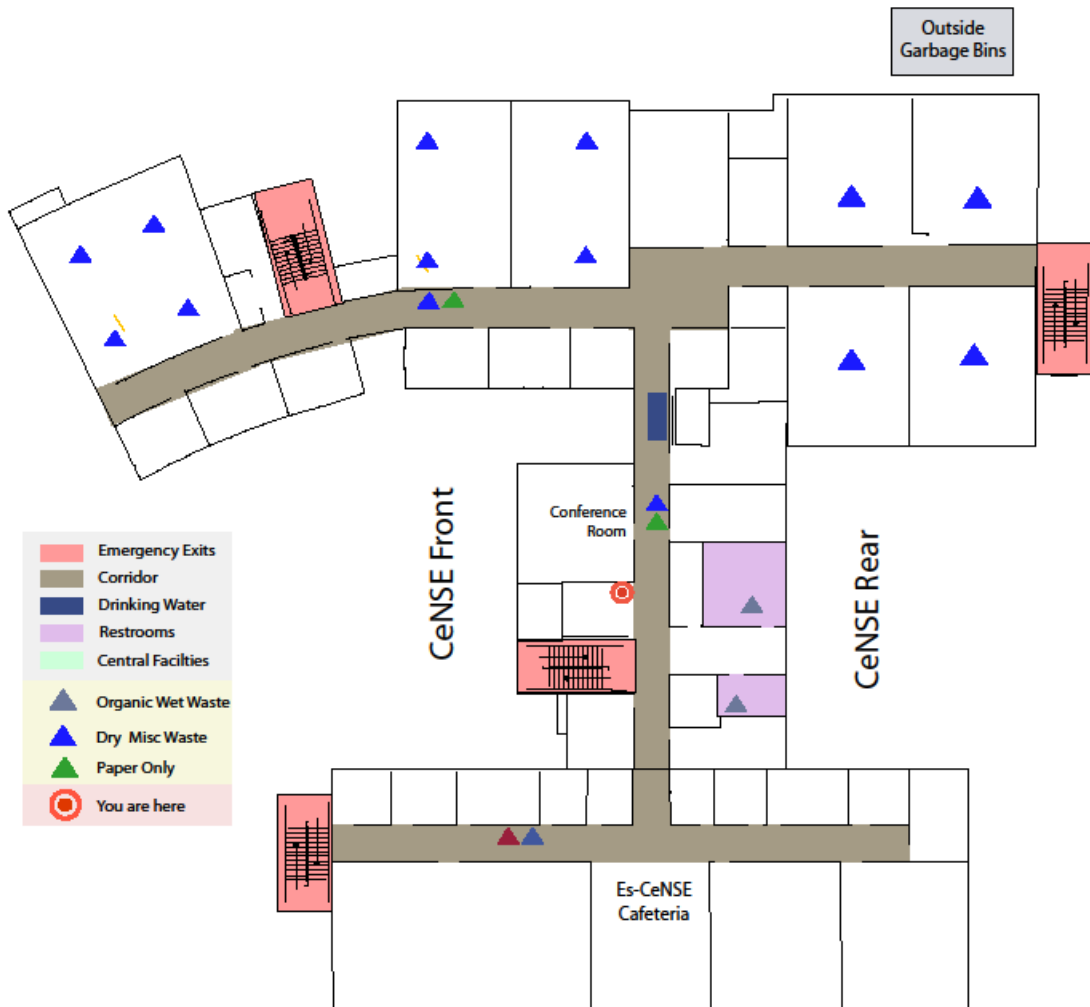 Outside
Garbage Bins
Conference
Room
CeNSE Front
CeNSE Rear
Emergency Exits
Corridor
Drinking Water
Restrooms
Central Facilties
Organic Wet Waste
Dry Misc Waste
Paper Only
You are here
Es-CeNSE
Cafeteria